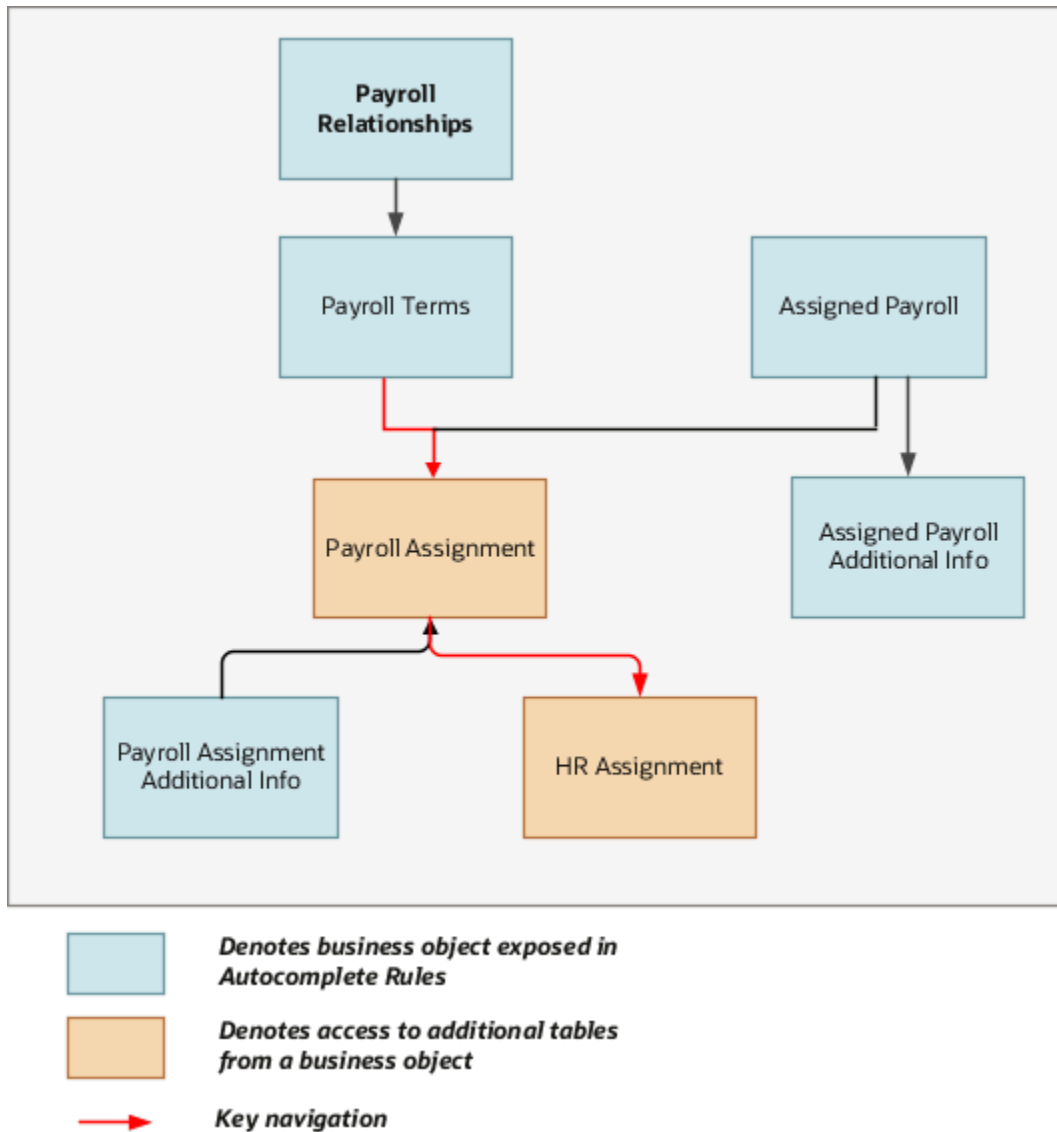 Payroll
Relationships
Payroll Terms
Assigned Payroll
Payroll Assignment
Assigned Payroll
Additional Info
Payroll Assignment
Additional Info
HR Assignment
Denotes business object exposed in
Autocomplete Rules
Denotes access to additional tables
from a business object
Key navigation